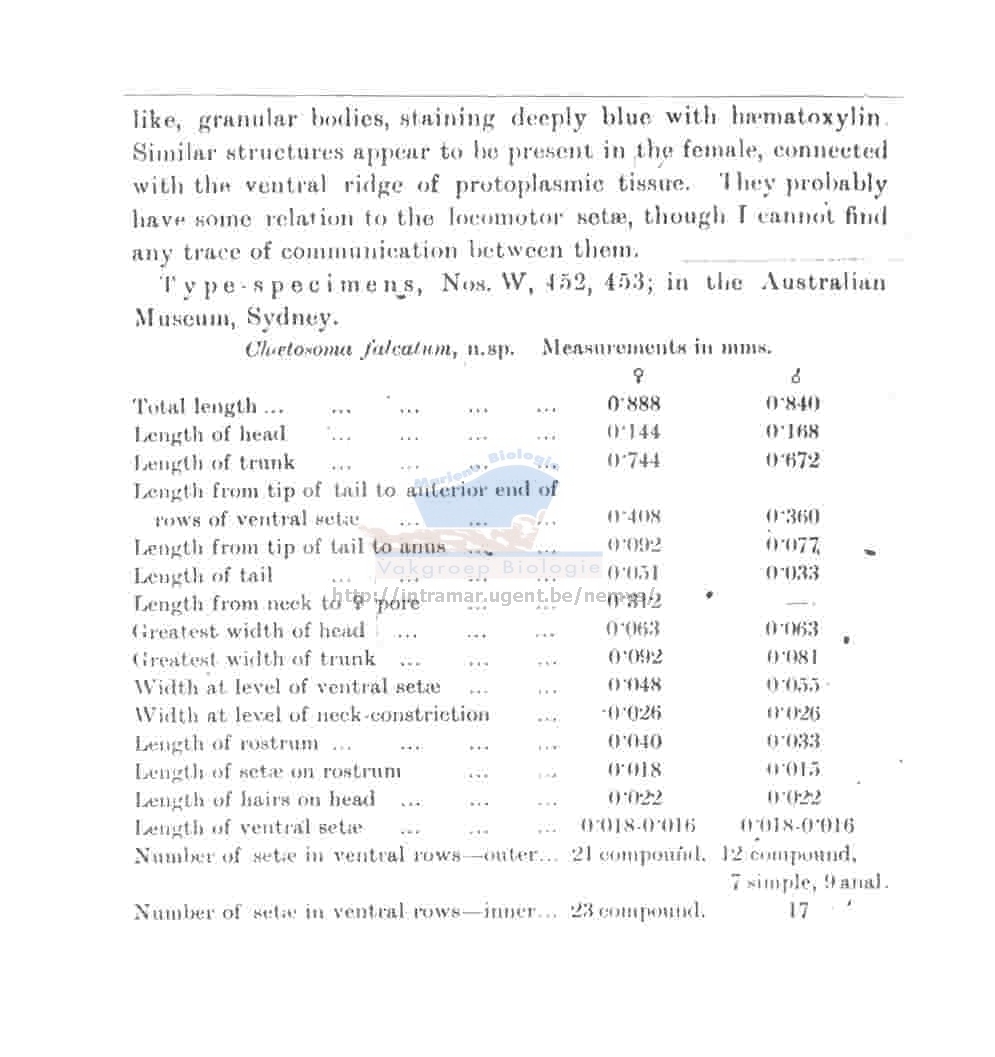 like, granular bodies, staining deeply blue with hæmatoxylin.
Similar structures appear to be present in the female, connected
with the ventral ridge of protoplasmic tissue. They probably
have some relation to the locomotor setæ, though I cannot find
any trace of communication between them.
Type-specimens, Nos. W, 452, 453; in the Australian
Museum, Sydney.
Chætosoma falcatum, n.sp. Measurements in mms.
♀ ♂
Total length ... ... ... ... ... 0·888 0·840
Length of head ... ... ... ... 0·144 0·168
Length of trunk ... ... ... ... 0·744 0·672
Length from tip of tail to anterior end of
rows of ventral setæ ... ... ... 0·408 0·360
Length from tip of tail to anus ... ... 0·092 0·077
Length of tail ... ... ... ... 0·051 0·033
Length from neck to ♀ pore ... ... 0·312 —
Greatest width of head ... ... ... 0·063 0·063
Greatest width of trunk ... ... ... 0·092 0·081
Width at level of ventral setæ ... ... 0·048 0·055
Width at level of neck-constriction ... 0·026 0·026
Length of rostrum ... ... ... ... 0·040 0·033
Length of setæ on rostrum ... ... 0·018 0·015
Length of hairs on head ... ... ... 0·022 0·022
Length of ventral setæ ... ... ... 0·018-0·016 0·018-0·016
Number of setæ in ventral rows—outer... 21 compound. 12 compound,
7 simple, 9 anal.
Number of setæ in ventral rows—inner... 23 compound. 17
Mariene Biologie
Vakgroep Biologie
http://intramar.ugent.be/nemys/